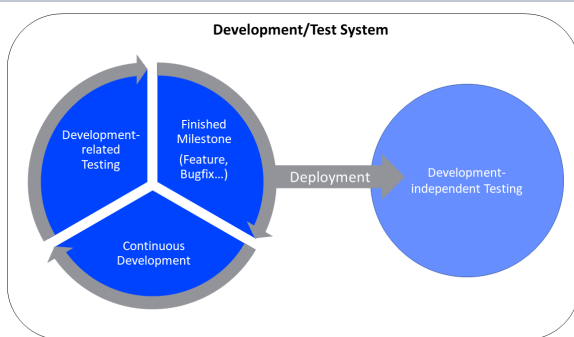 Development/Test System
Development-
related
Testing
Finished
Milestone
(Feature,
Bugfix...)
Continuous
Development
Deployment
Development-
independent Testing